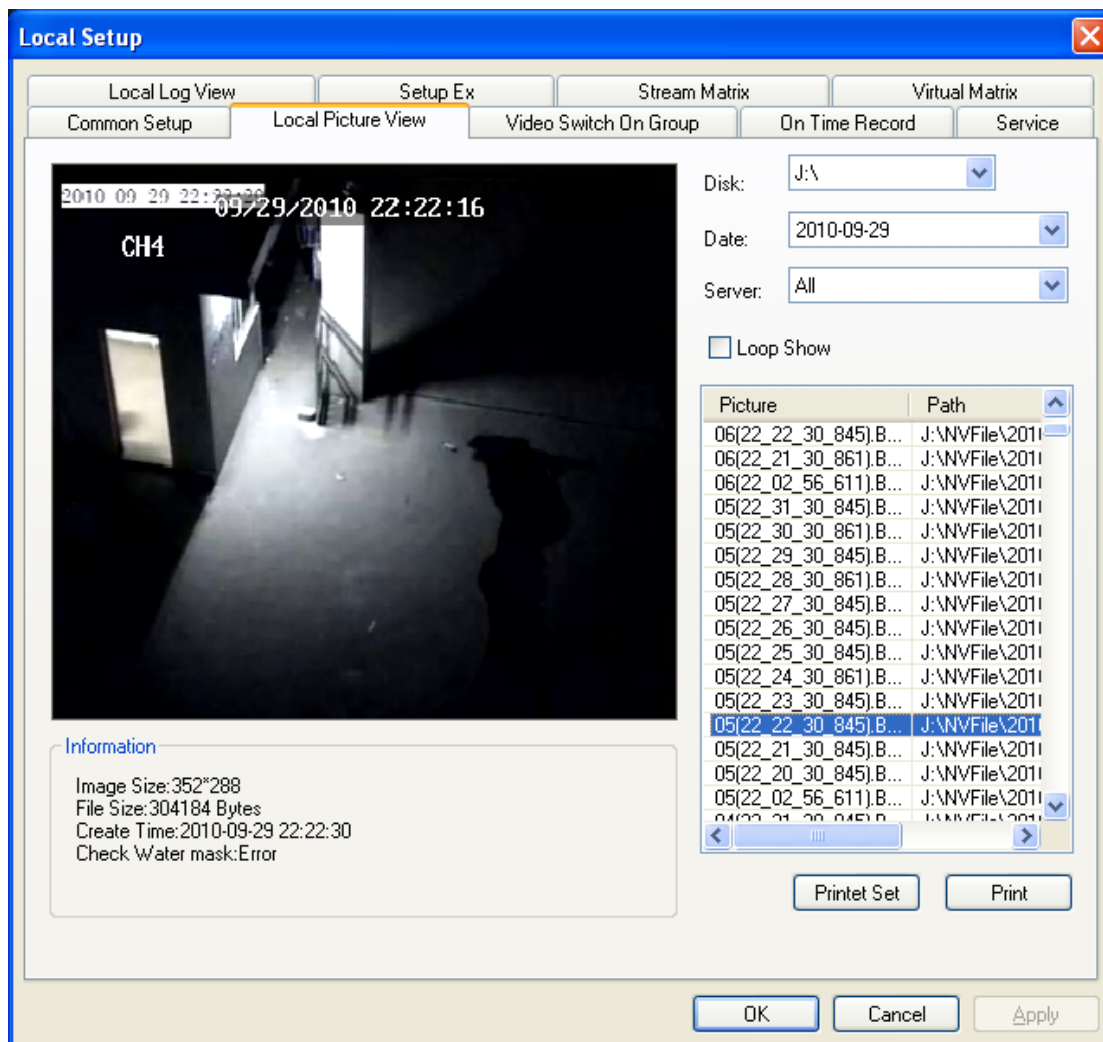 Local Setup
Local Log View
Setup Ex
Stream Matrix
Virtual Matrix
Common Setup
Local Picture View
Video Switch On Group
On Time Record
Service
2010 09 29 22:
09/29/2010 22:22:16
CH4
Disk:
J:\
Date:
2010-09-29
Server:
All
Loop Show
Picture Path
06(22_22_30_845).B... J:\NVFile\201
06(22_21_30_861).B... J:\NVFile\201
06(22_02_56_611).B... J:\NVFile\201
05(22_31_30_845).B... J:\NVFile\201
05(22_30_30_861).B... J:\NVFile\201
05(22_29_30_845).B... J:\NVFile\201
05(22_28_30_861).B... J:\NVFile\201
05(22_27_30_845).B... J:\NVFile\201
05(22_26_30_845).B... J:\NVFile\201
05(22_25_30_845).B... J:\NVFile\201
05(22_24_30_861).B... J:\NVFile\201
05(22_23_30_845).B... J:\NVFile\201
05(22_22_30_845).B... J:\NVFile\201
05(22_21_30_845).B... J:\NVFile\201
05(22_20_30_845).B... J:\NVFile\201
05(22_02_56_611).B... J:\NVFile\201
Information
Image Size:352*288
File Size:304184 Bytes
Create Time:2010-09-29 22:22:30
Check Water mask:Error
Printet Set
Print
OK
Cancel
Apply